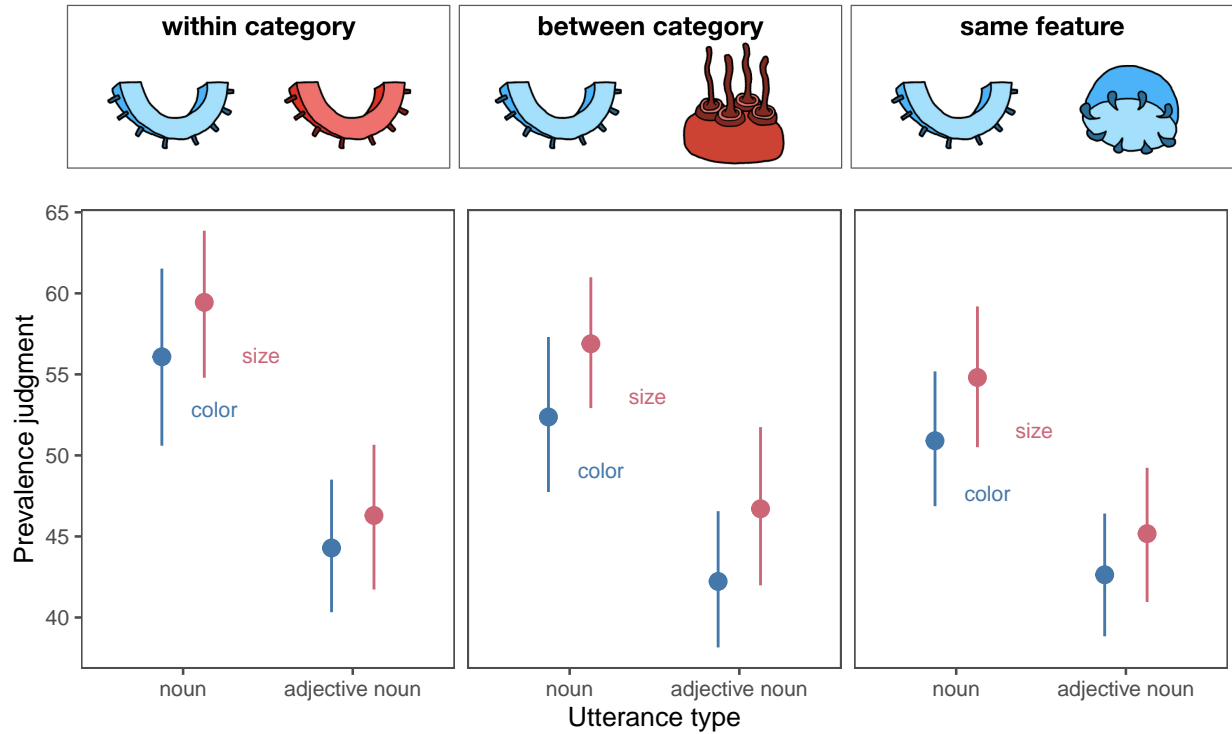 within category
between category
same feature
Prevalence judgment
65
60
55
50
45
40
size
color
size
color
size
color
noun
adjective noun
noun
adjective noun
noun
adjective noun
Utterance type